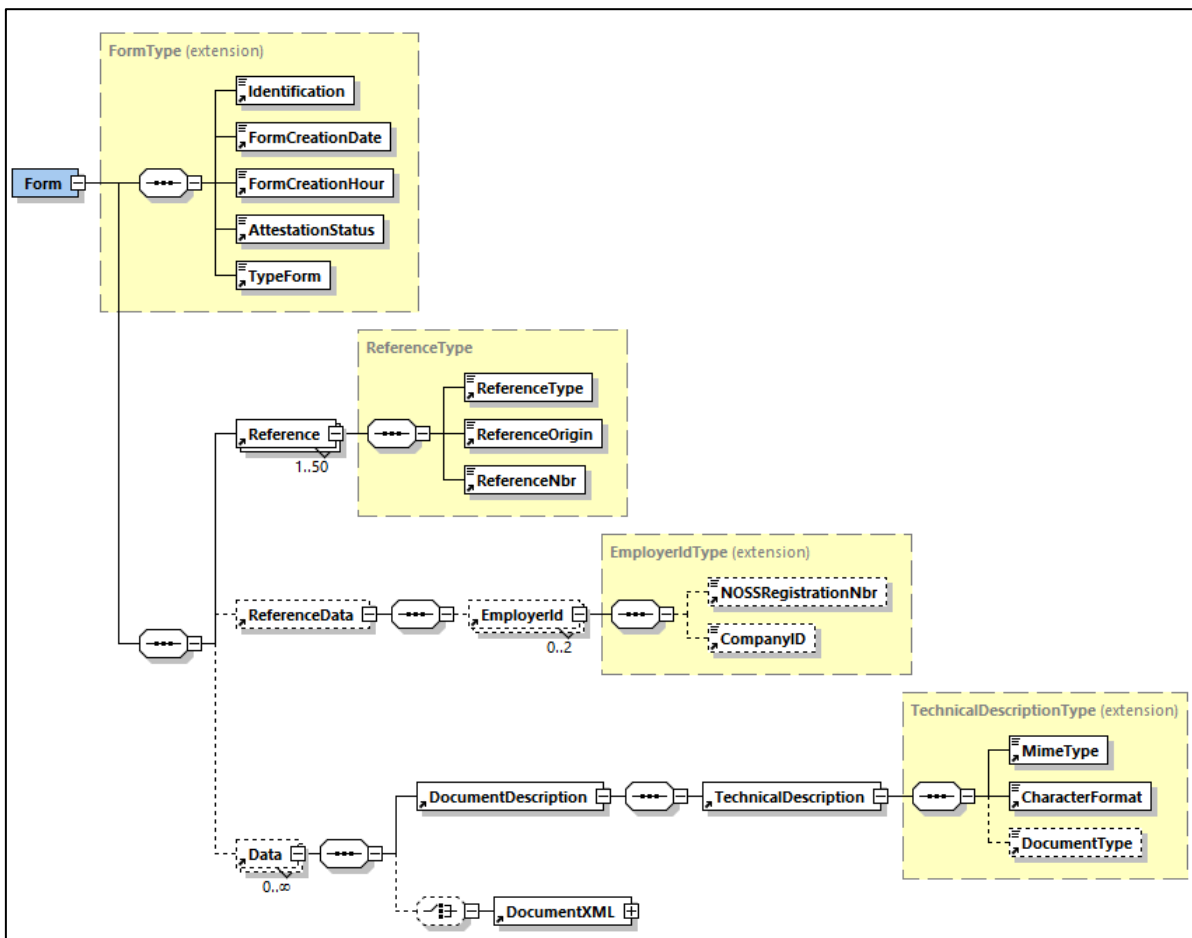 FormType (extension)
Identification
FormCreationDate
Form
FormCreationHour
AttestationStatus
TypeForm
ReferenceType
ReferenceType
Reference
ReferenceOrigin
1..50
ReferenceNbr
EmployerIdType (extension)
NOSSRegistrationNbr
ReferenceData
EmployerId
CompanyID
0..2
TechnicalDescriptionType (extension)
MimeType
DocumentDescription
TechnicalDescription
CharacterFormat
DocumentType
Data
0..∞
DocumentXML